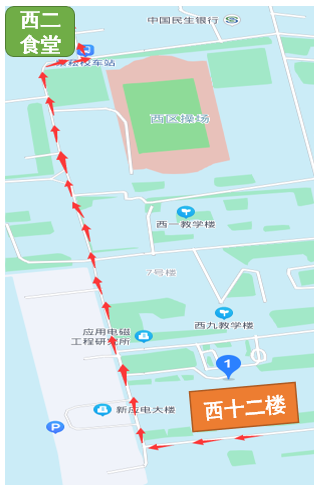 西二
食堂
中国民生银行
校车站
西区操场
西一教学楼
7号楼
西九教学楼
应用电磁
工程研究所
1
西十二楼
新应电大楼
P